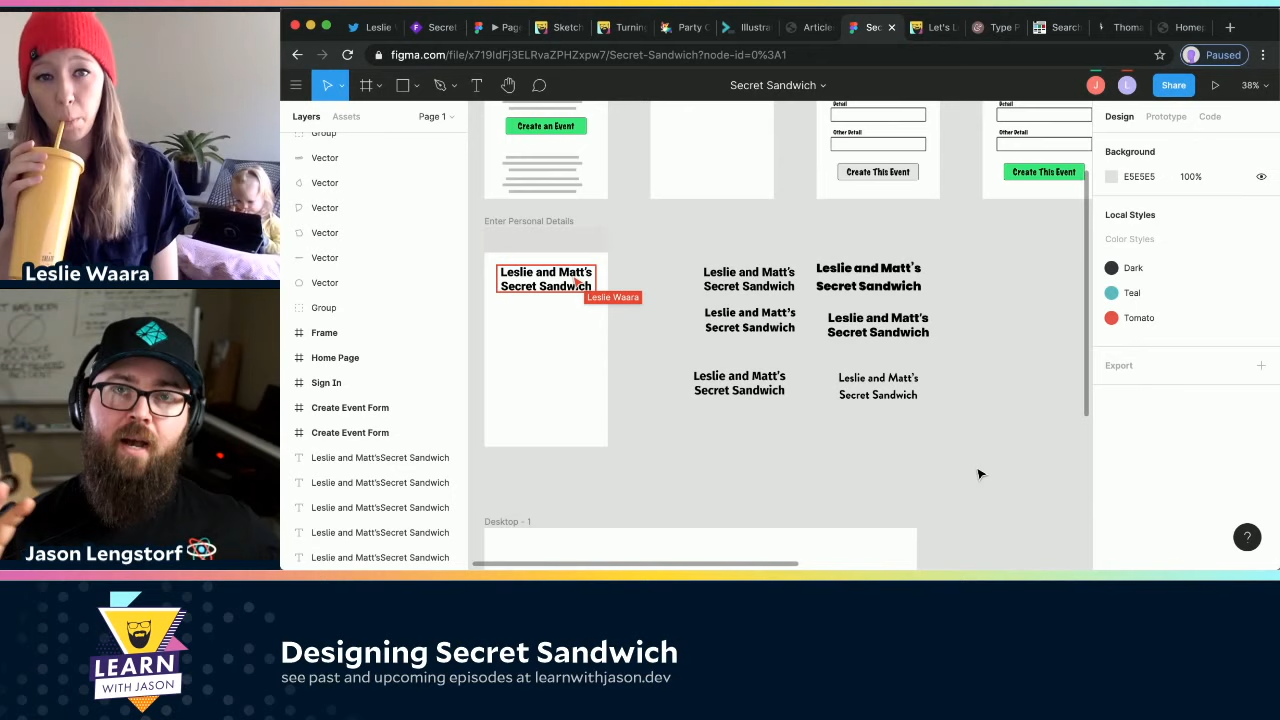 Leslie
Secret
▸ Page
Sketch
Turnin
Party C
Illustra
Article
Sec
Let's L
Type P
Search
Thoma
Home
figma.com/file/x719ldFj3ELRvaZPHZxpw7/Secret-Sandwich?node-id=0%3A1
Paused
Secret Sandwich
J
L
Share
38%
Layers
Assets
Page 1
Group
Vector
Vector
Vector
Vector
Vector
Vector
Group
Frame
Home Page
Sign In
Create Event Form
Create Event Form
Leslie and Matt'sSecret Sandwich
Leslie and Matt'sSecret Sandwich
Leslie and Matt'sSecret Sandwich
Leslie and Matt'sSecret Sandwich
Leslie and Matt'sSecret Sandwich
Create an Event
Detail
Other Detail
Create This Event
Detail
Other Detail
Create This Event
Enter Personal Details
Leslie and Matt's
Secret Sandwich
Leslie Waara
Leslie and Matt's
Secret Sandwich
Leslie and Matt's
Secret Sandwich
Leslie and Matt's
Secret Sandwich
Leslie and Matt's
Secret Sandwich
Leslie and Matt's
Secret Sandwich
Leslie and Matt's
Secret Sandwich
Desktop - 1
Design
Prototype
Code
Background
E5E5E5
100%
Local Styles
Color Styles
Dark
Teal
Tomato
Export
?
Leslie Waara
Jason Lengstorf
LEARN
WITH JASON
Designing Secret Sandwich
see past and upcoming episodes at learnwithjason.dev